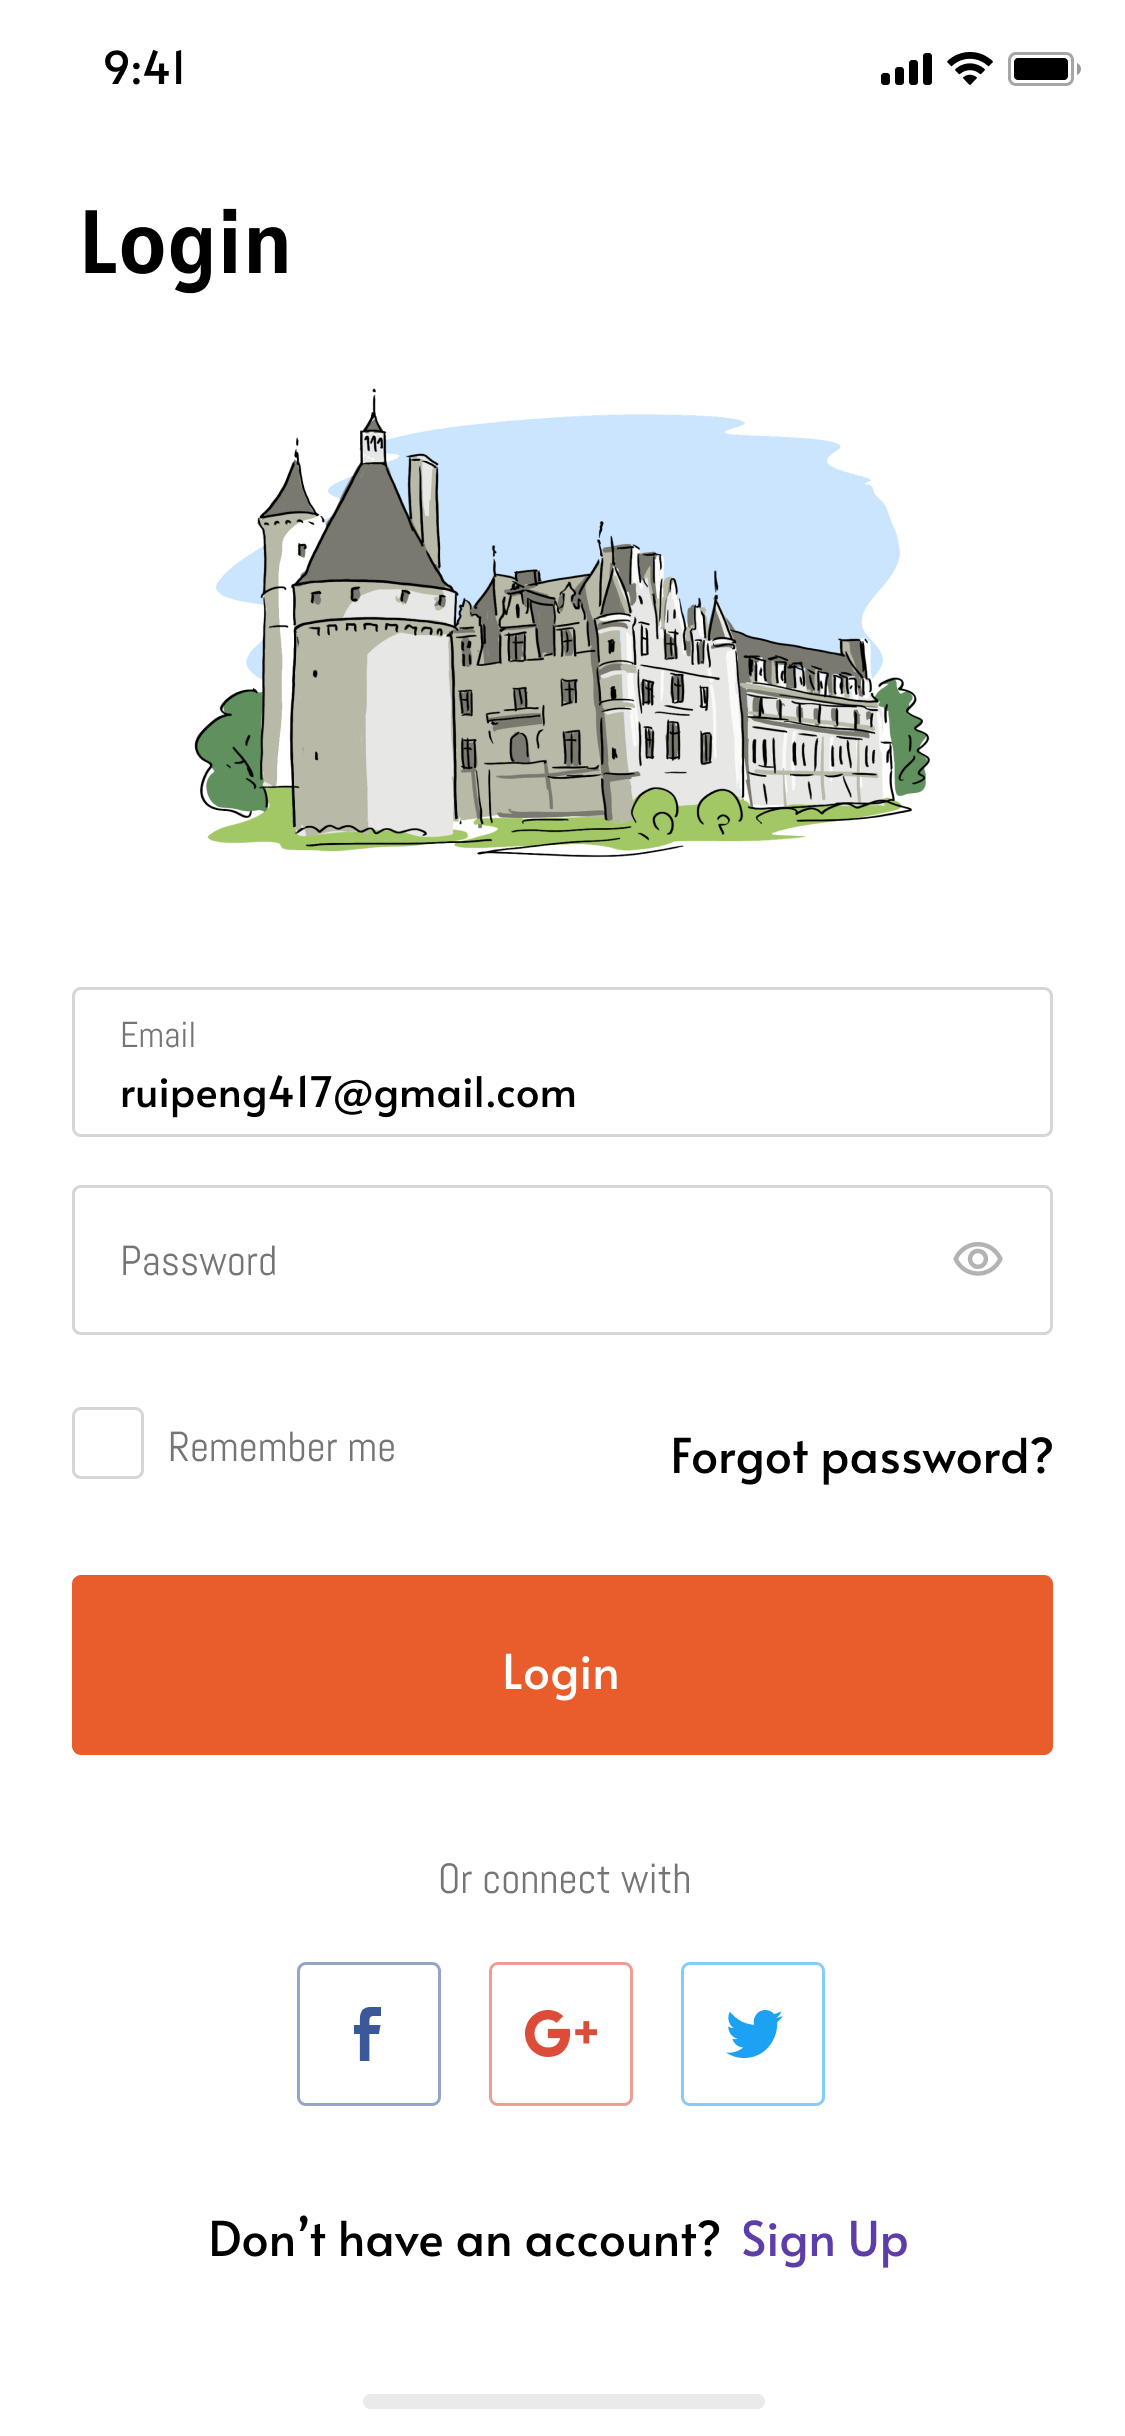 9:41
Login
Email
ruipeng417@gmail.com
Password
Remember me
Forgot password?
Login
Or connect with
f G+
Don’t have an account? Sign Up